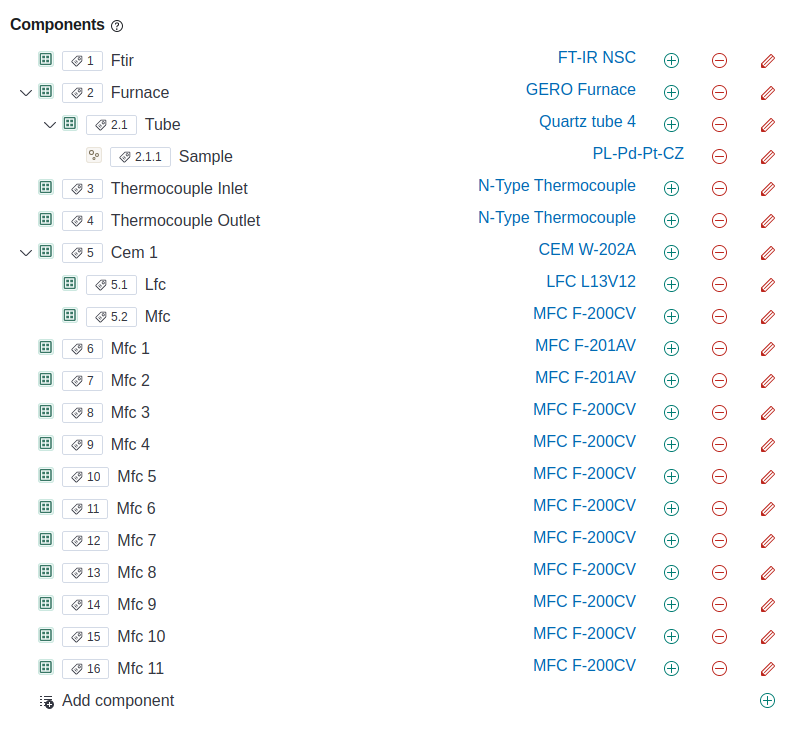 Components
1 Ftir FT-IR NSC
2 Furnace GERO Furnace
2.1 Tube Quartz tube 4
2.1.1 Sample PL-Pd-Pt-CZ
3 Thermocouple Inlet N-Type Thermocouple
4 Thermocouple Outlet N-Type Thermocouple
5 Cem 1 CEM W-202A
5.1 Lfc LFC L13V12
5.2 Mfc MFC F-200CV
6 Mfc 1 MFC F-201AV
7 Mfc 2 MFC F-201AV
8 Mfc 3 MFC F-200CV
9 Mfc 4 MFC F-200CV
10 Mfc 5 MFC F-200CV
11 Mfc 6 MFC F-200CV
12 Mfc 7 MFC F-200CV
13 Mfc 8 MFC F-200CV
14 Mfc 9 MFC F-200CV
15 Mfc 10 MFC F-200CV
16 Mfc 11 MFC F-200CV
Add component